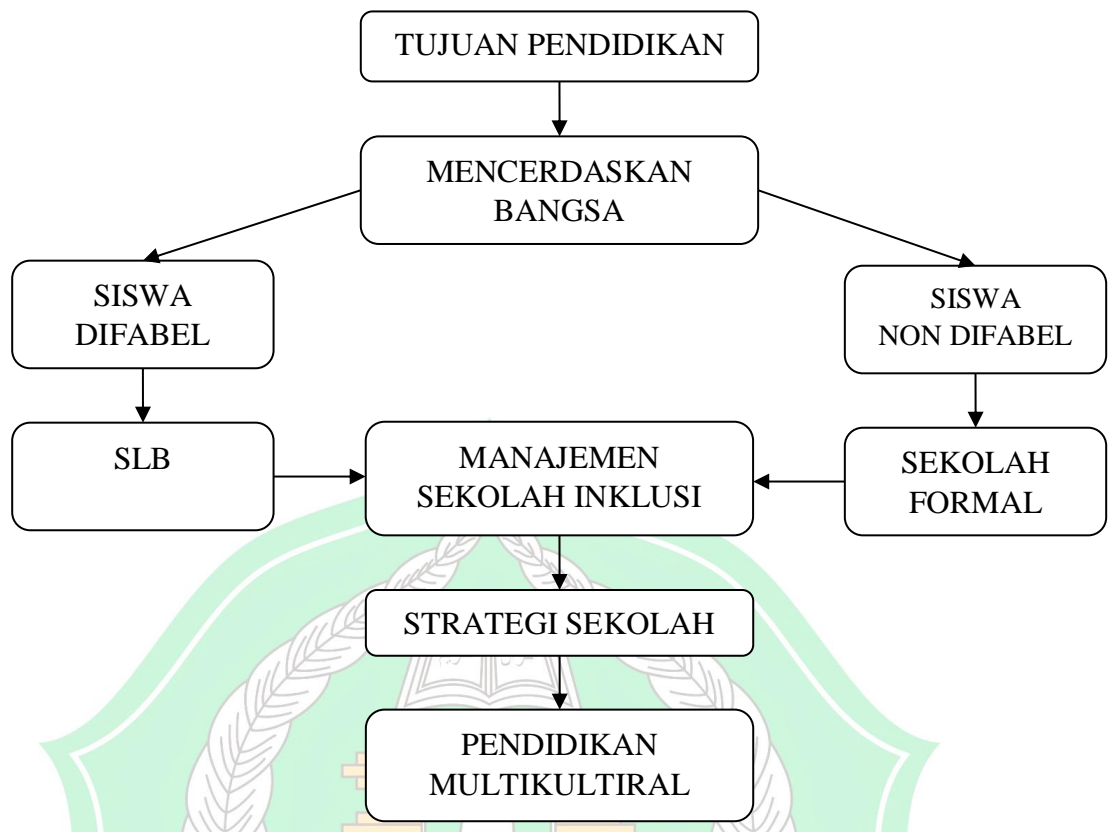 TUJUAN PENDIDIKAN
MENCERDASKAN
BANGSA
SISWA
DIFABEL
SISWA
NON DIFABEL
SLB
MANAJEMEN
SEKOLAH INKLUSI
SEKOLAH
FORMAL
STRATEGI SEKOLAH
PENDIDIKAN
MULTIKULTIRAL